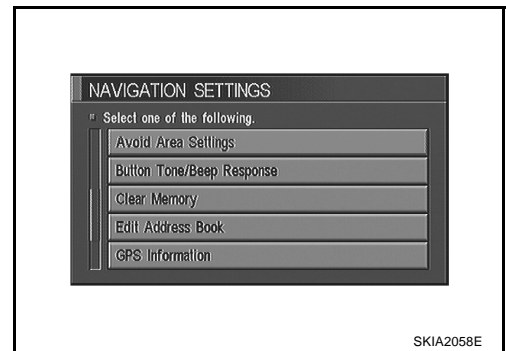 NAVIGATION SETTINGS
Select one of the following.
Avoid Area Settings
Button Tone/Beep Response
Clear Memory
Edit Address Book
GPS Information
SKIA2058E